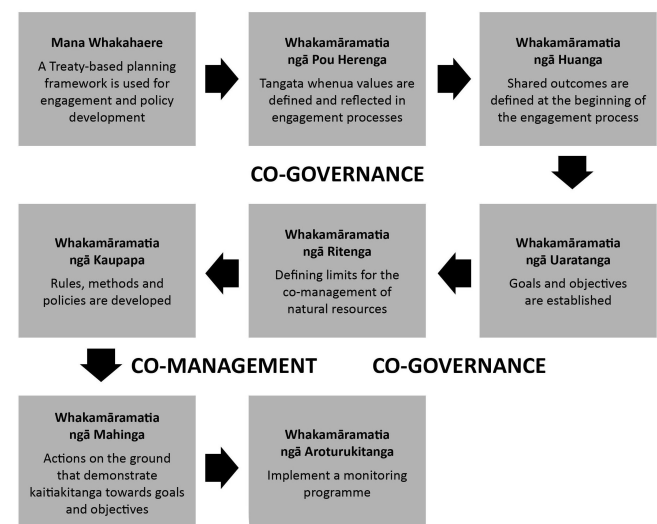 Mana Whakahaere
A Treaty-based planning
framework is used for
engagement and policy
development
Whakamāramatia
ngā Pou Herenga
Tangata whenua values are
defined and reflected in
engagement processes
Whakamāramatia
ngā Huanga
Shared outcomes are
defined at the beginning of
the engagement process
CO-GOVERNANCE
Whakamāramatia
ngā Uaratanga
Goals and objectives
are established
Whakamāramatia
ngā Ritenga
Defining limits for the
co-management of
natural resources
Whakamāramatia
ngā Kaupapa
Rules, methods and
policies are developed
CO-MANAGEMENT
CO-GOVERNANCE
Whakamāramatia
ngā Mahinga
Actions on the ground
that demonstrate
kaitiakitanga towards goals
and objectives
Whakamāramatia
ngā Aroturukitanga
Implement a monitoring
programme